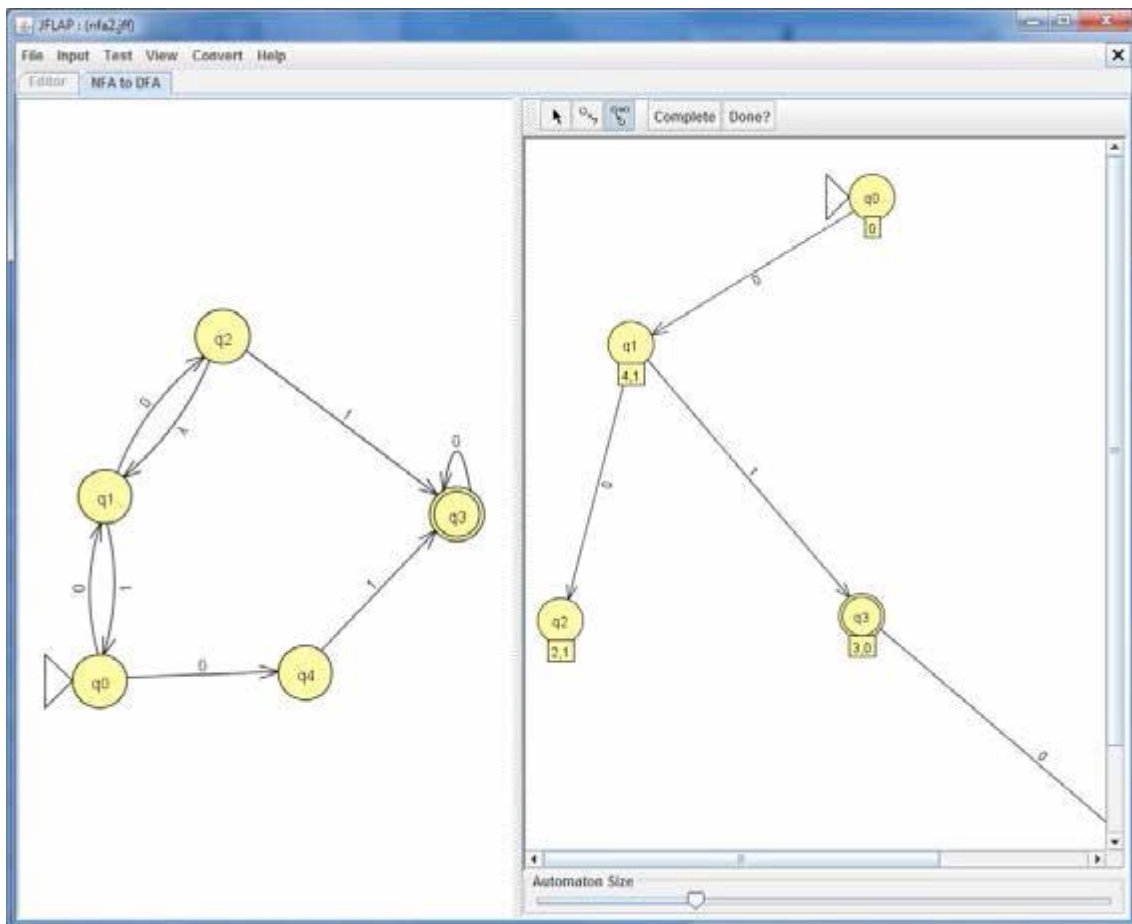 JFLAP : (nfa2.jff)
File Input Test View Convert Help
Editor NFA to DFA
Complete Done?
q0
0
0
q1
4,1
0
1
q2
2,1
q3
3,0
0
q2
0
λ
1
0
q1
q3
0
1
1
q0
0
q4
Automaton Size